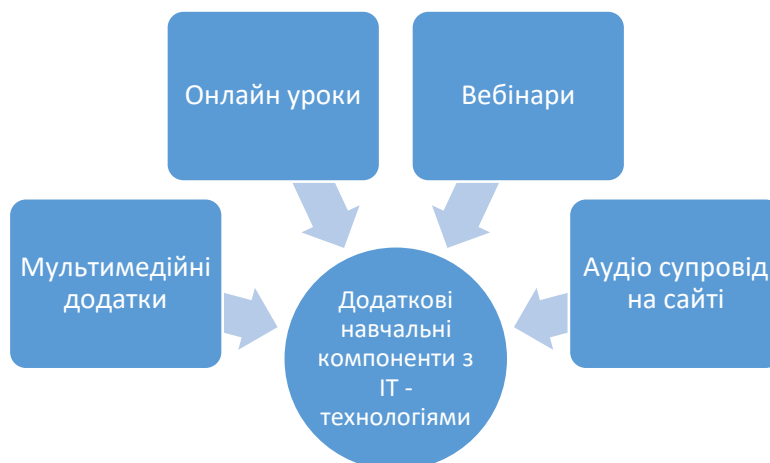 Онлайн уроки
Вебінари
Мультимедійні
додатки
Аудіо супровід
на сайті
Додаткові
навчальні
компоненти з
ІТ -
технологіями